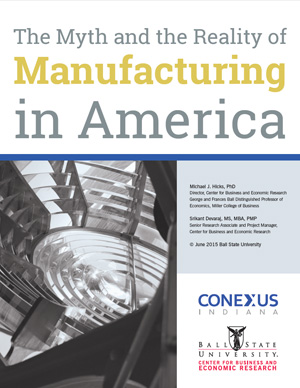 The Myth and the Reality of
Manufacturing
in America
Michael J. Hicks, PhD
Director, Center for Business and Economic Research
George and Frances Ball Distinguished Professor of
Economics, Miller College of Business
Srikant Devaraj, MS, MBA, PMP
Senior Research Associate and Project Manager,
Center for Business and Economic Research
© June 2015 Ball State University
CONEXUS
INDIANA
BALL STATE
UNIVERSITY.
CENTER FOR BUSINESS AND
ECONOMIC RESEARCH